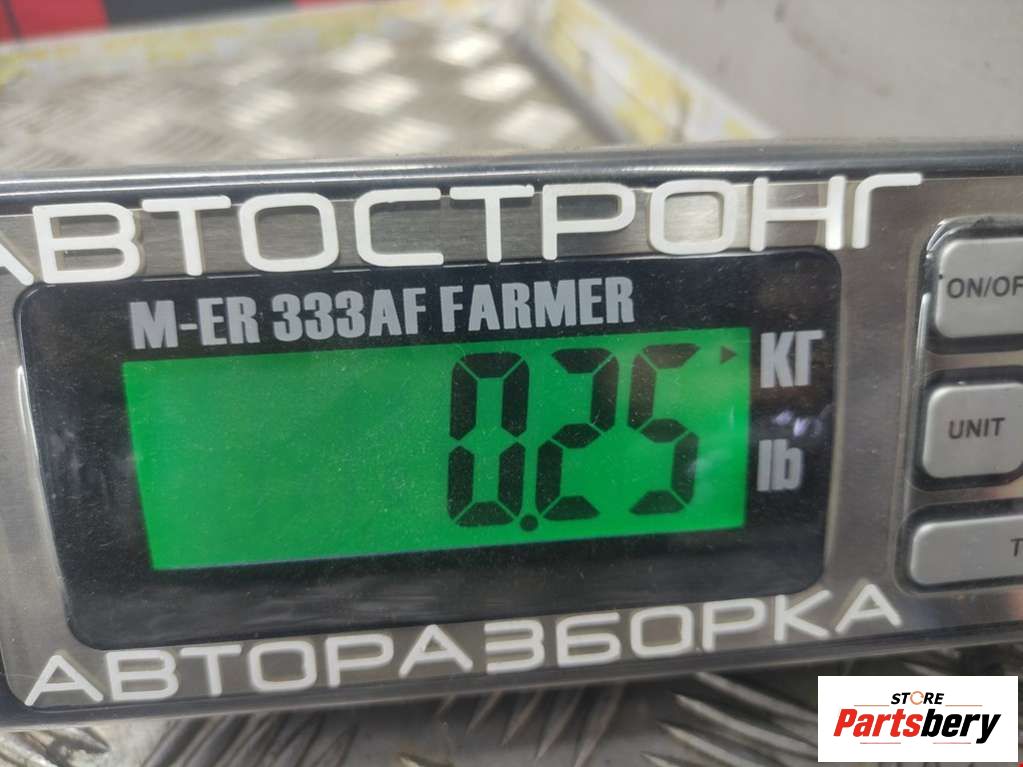 АВТОСТРОНГ
M-ER 333AF FARMER
0.25
КГ
lb
ON/OF
UNIT
T
АВТОРАЗБОРКА
STORE
Partsbery